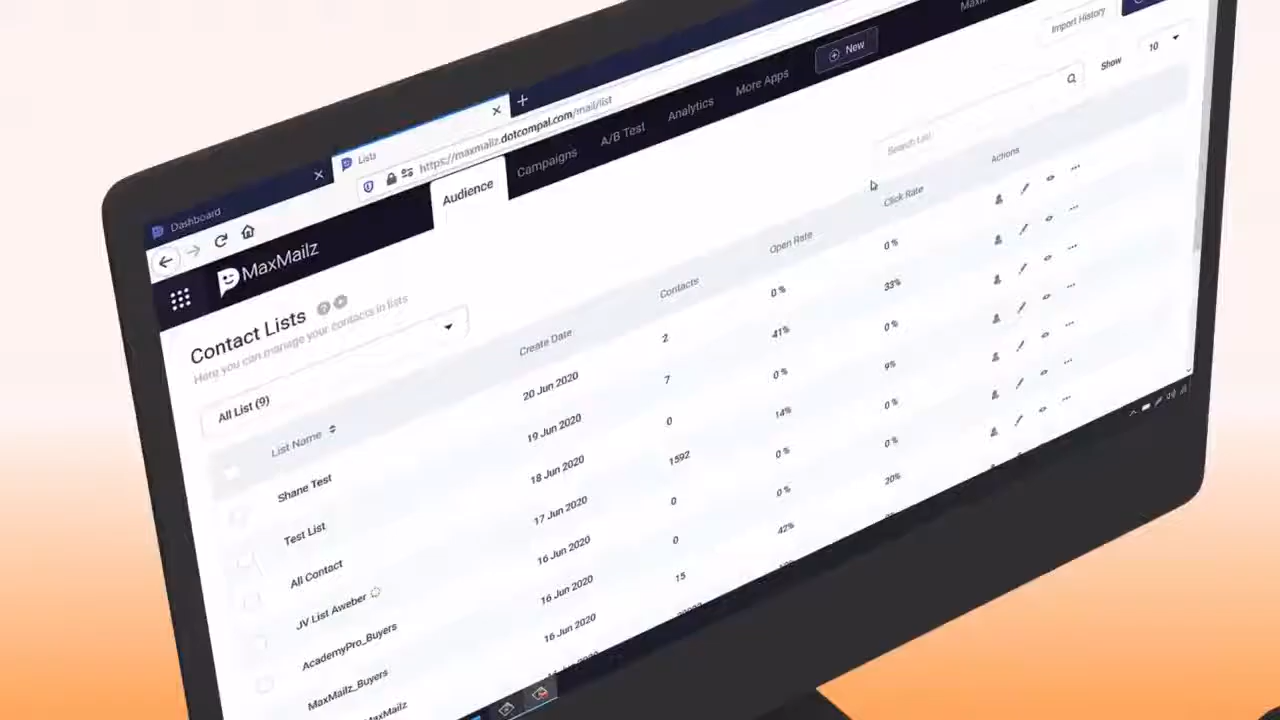 Dashboard
Lists
https://maxmailz.dotcompal.com/mail/list
MaxMailz
Audience
Campaigns
A/B Test
Analytics
More Apps
New
Import History
Contact Lists
Here you can manage your contacts in lists
All List (9)
Search List
Show 10
List Name Create Date Contacts Open Rate Click Rate Actions
Shane Test 20 Jun 2020 2 0 % 0 %
Test List 19 Jun 2020 7 41% 33%
All Contact 18 Jun 2020 0 0 % 0 %
JV List Aweber 17 Jun 2020 1592 14% 9%
AcademyPro_Buyers 16 Jun 2020 0 0 % 0 %
MaxMailz_Buyers 16 Jun 2020 0 0 % 0 %
MaxMailz 16 Jun 2020 15 42% 20%